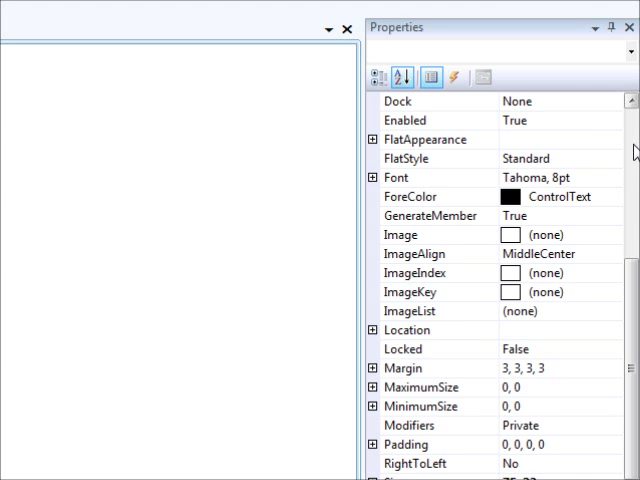 Properties
Dock None
Enabled True
FlatAppearance
FlatStyle Standard
Font Tahoma, 8pt
ForeColor ControlText
GenerateMember True
Image (none)
ImageAlign MiddleCenter
ImageIndex (none)
ImageKey (none)
ImageList (none)
Location
Locked False
Margin 3, 3, 3, 3
MaximumSize 0, 0
MinimumSize 0, 0
Modifiers Private
Padding 0, 0, 0, 0
RightToLeft No